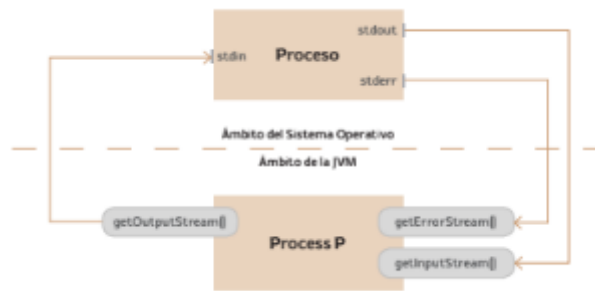 stdout
stdin
Proceso
stderr
Ámbito del Sistema Operativo
Ámbito de la JVM
getOutputStream()
getErrorStream()
Process P
getInputStream()